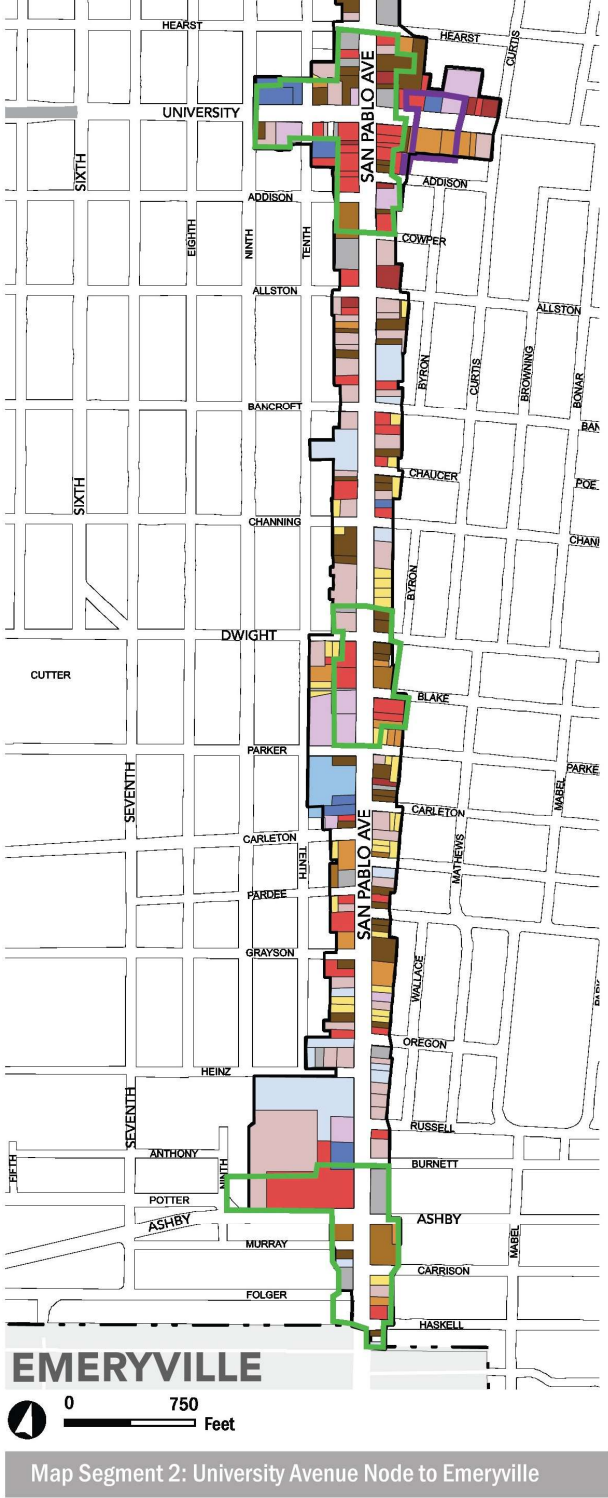 HEARST
HEARST
CURTIS
SAN PABLO AVE
UNIVERSITY
SIXTH
ADDISON
ADDISON
EIGHTH
NINTH
TENTH
COWPER
ALLSTON
ALLSTON
BYRON
CURTIS
BROWNING
BONAR
BANCROFT
BAN
CHAUCER
SIXTH
POE
CHANNING
CHANN
BYRON
DWIGHT
CUTTER
BLAKE
PARKER
PARKE
SEVENTH
MABEL
CARLETON
SAN PABLO AVE
CARLETON
TENTH
MATHEWS
PARDEE
GRAYSON
WALLACE
PARK
OREGON
HEINZ
SEVENTH
RUSSELL
ANTHONY
BURNETT
FIFTH
NINTH
POTTER
ASHBY
ASHBY
MURRAY
MABEL
CARRISON
FOLGER
HASKELL
EMERYVILLE
0 750
Feet
Map Segment 2: University Avenue Node to Emeryville